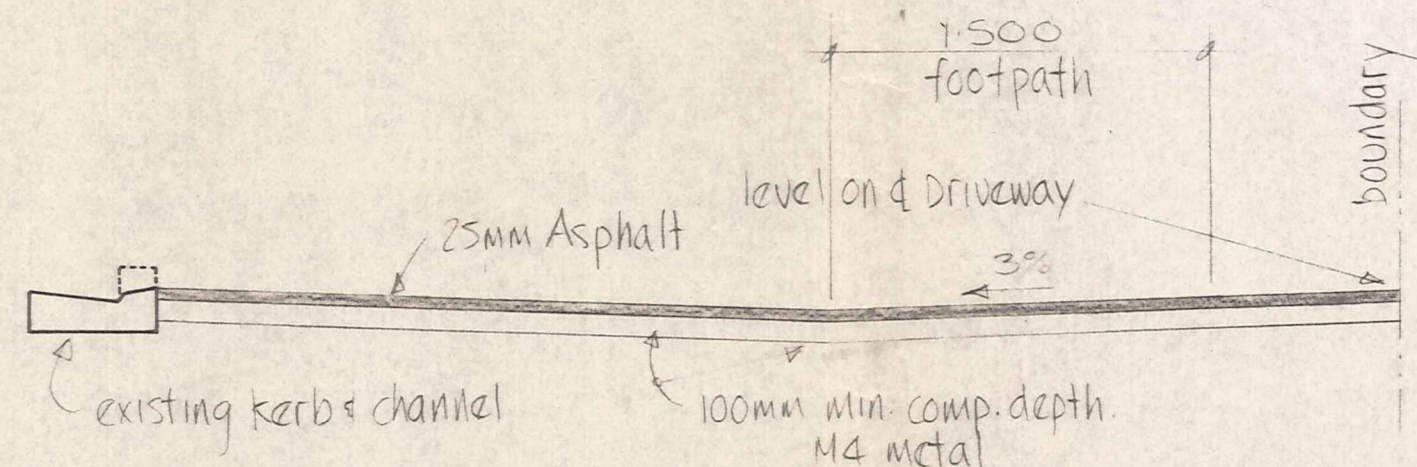 1.500
footpath
boundary
level on ¢ Driveway
25mm Asphalt
3%
existing kerb & channel
100mm min. comp. depth.
M4 metal